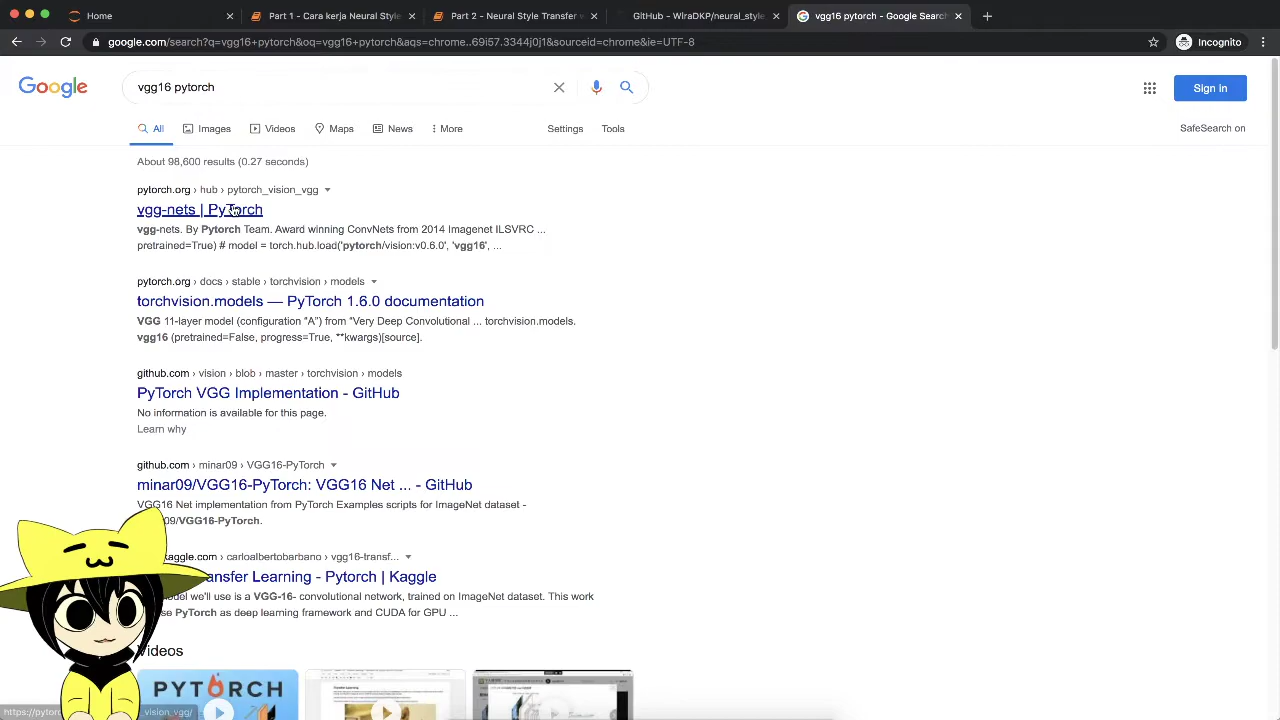 Home
Part 1 - Cara kerja Neural Style
Part 2 - Neural Style Transfer
GitHub - WiraDKP/neural_style
vgg16 pytorch - Google Search
google.com/search?q=vgg16+pytorch&oq=vgg16+pytorch&aqs=chrome..69i57.3344j0j1&sourceid=chrome&ie=UTF-8
Incognito
Google
vgg16 pytorch
Sign in
All
Images
Videos
Maps
News
More
Settings
Tools
SafeSearch on
About 98,600 results (0.27 seconds)
pytorch.org › hub › pytorch_vision_vgg
vgg-nets | PyTorch
vgg-nets. By Pytorch Team. Award winning ConvNets from 2014 Imagenet ILSVRC ...
pretrained=True) # model = torch.hub.load('pytorch/vision:v0.6.0', 'vgg16', ...
pytorch.org › docs › stable › torchvision › models
torchvision.models — PyTorch 1.6.0 documentation
VGG 11-layer model (configuration "A") from "Very Deep Convolutional ... torchvision.models.
vgg16 (pretrained=False, progress=True, **kwargs)[source].
github.com › vision › blob › master › torchvision › models
PyTorch VGG Implementation - GitHub
No information is available for this page.
Learn why
github.com › minar09 › VGG16-PyTorch
minar09/VGG16-PyTorch: VGG16 Net ... - GitHub
VGG16 Net implementation from PyTorch Examples scripts for ImageNet dataset -
09/VGG16-PyTorch.
aggle.com › carloalbertobarbano › vgg16-transf...
ansfer Learning - Pytorch | Kaggle
we'll use is a VGG-16- convolutional network, trained on ImageNet dataset. This work
PyTorch as deep learning framework and CUDA for GPU ...
Videos
PYTORCH
https://pytor
_vision_vgg/